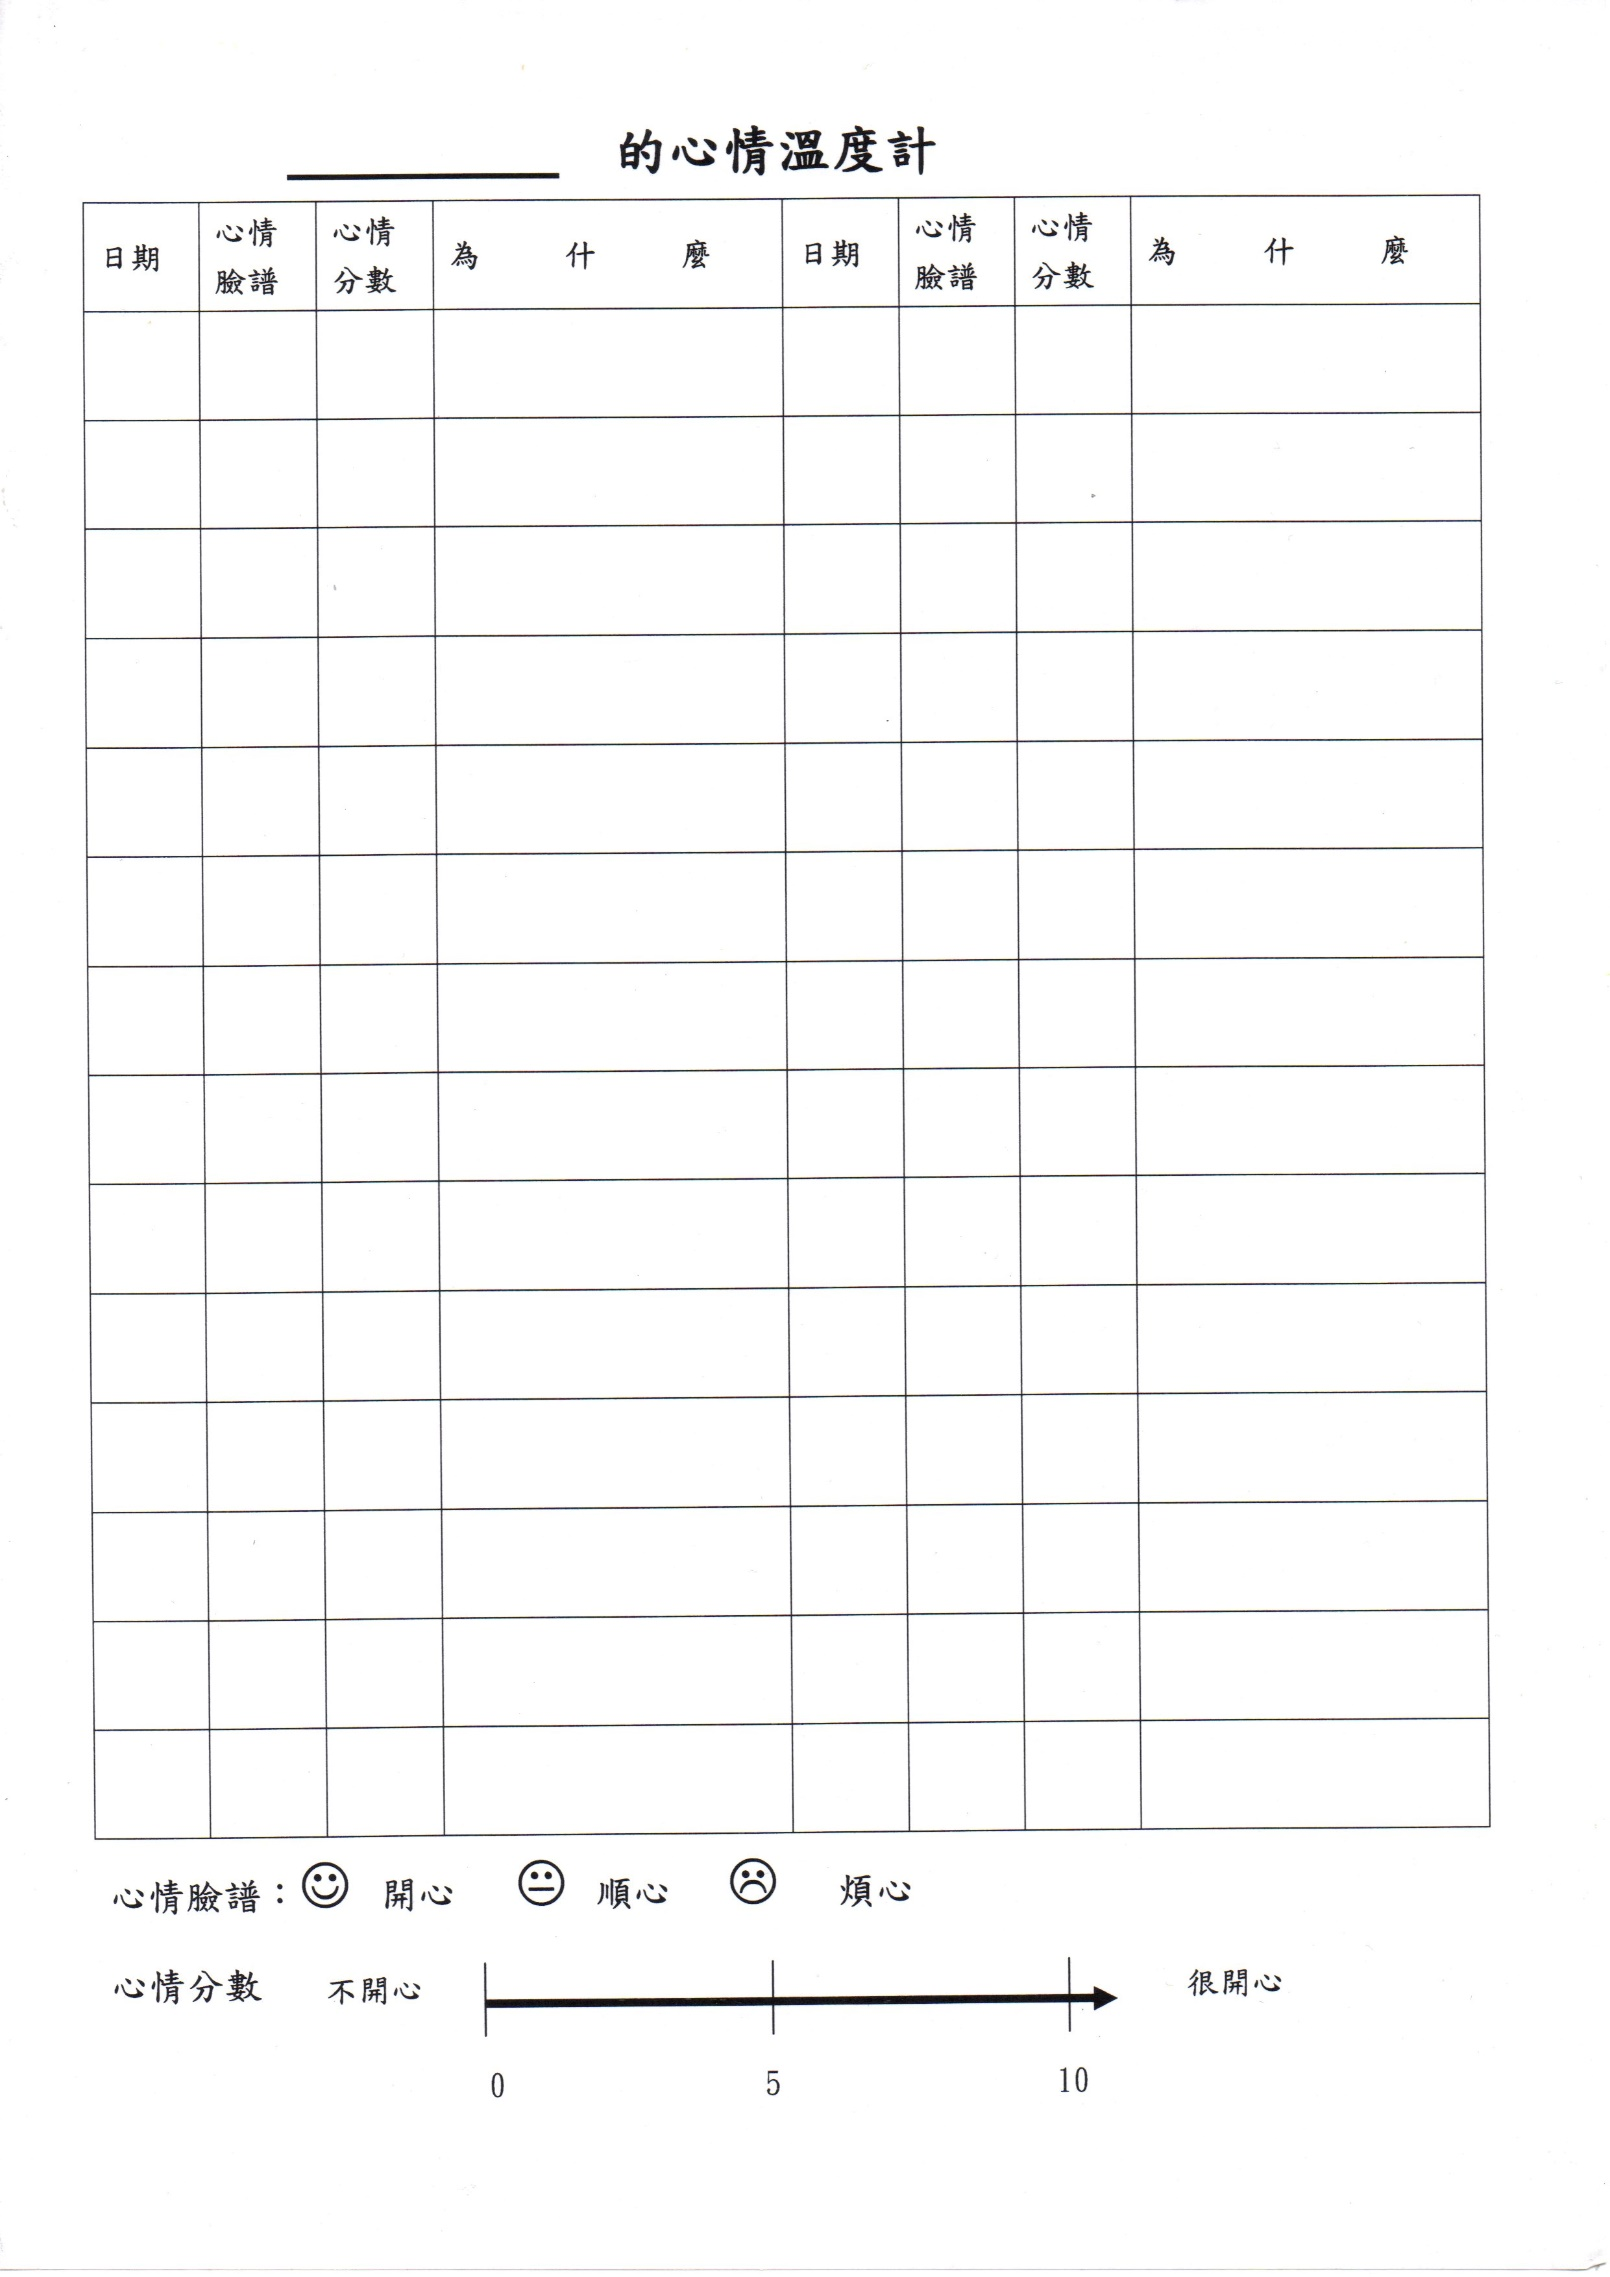 的心情溫度計
日期 心情臉譜 心情分數 為什麼 日期 心情臉譜 心情分數 為什麼
心情臉譜： 開心 順心 煩心
心情分數 不開心 很開心
0 5 10